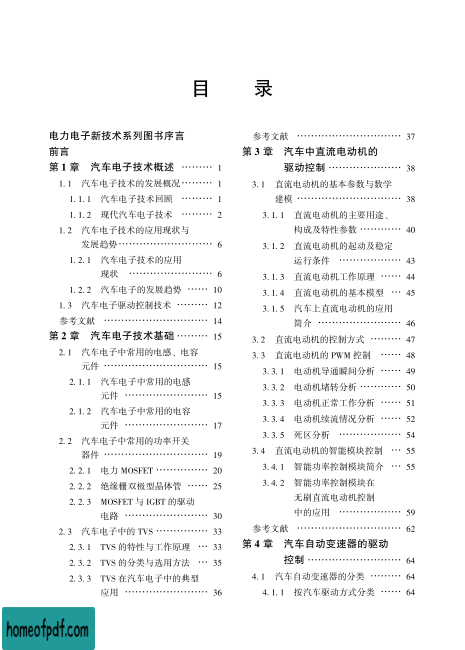 目 录
电力电子新技术系列图书序言
前言
第 1 章 汽车电子技术概述 ……… 1
1. 1 汽车电子技术的发展概况……… 1
1. 1. 1 汽车电子技术回顾 ……… 1
1. 1. 2 现代汽车电子技术 ……… 2
1. 2 汽车电子技术的应用现状与
发展趋势…………………… 6
1. 2. 1 汽车电子技术的应用
现状 ………………… 6
1. 2. 2 汽车电子的发展趋势 …… 10
1. 3 汽车电子驱动控制技术 ……… 12
参考文献 ……………………… 14
第 2 章 汽车电子技术基础 ……… 15
2. 1 汽车电子中常用的电感、电容
元件 ……………………… 15
2. 1. 1 汽车电子中常用的电感
元件 ………………… 15
2. 1. 2 汽车电子中常用的电容
元件 ………………… 17
2. 2 汽车电子中常用的功率开关
器件 ……………………… 19
2. 2. 1 电力 MOSFET ………… 20
2. 2. 2 绝缘栅双极型晶体管 …… 25
2. 2. 3 MOSFET 与 IGBT 的驱动
电路 ………………… 30
2. 3 汽车电子中的 TVS ………… 33
2. 3. 1 TVS 的特性与工作原理 … 33
2. 3. 2 TVS 的分类与选用方法 … 35
2. 3. 3 TVS 在汽车电子中的典型
应用 ………………… 36
参考文献 ……………………… 37
第 3 章 汽车中直流电动机的
驱动控制 ………………… 38
3. 1 直流电动机的基本参数与数学
建模 ……………………… 38
3. 1. 1 直流电动机的主要用途、
构成及特性参数 ……… 40
3. 1. 2 直流电动机的起动及稳定
运行条件 …………… 43
3. 1. 3 直流电动机工作原理 …… 44
3. 1. 4 直流电动机的基本模型 … 45
3. 1. 5 汽车上直流电动机的应用
简介 ………………… 46
3. 2 直流电动机的控制方式 ……… 47
3. 3 直流电动机的 PWM 控制 …… 48
3. 3. 1 电动机导通瞬间分析 …… 49
3. 3. 2 电动机堵转分析 ………… 50
3. 3. 3 电动机正常工作分析 …… 51
3. 3. 4 电动机续流情况分析 …… 52
3. 3. 5 死区分析 ……………… 54
3. 4 直流电动机的智能模块控制 … 55
3. 4. 1 智能功率控制模块简介 … 55
3. 4. 2 智能功率控制模块在
无刷直流电动机控制
中的应用 …………… 59
参考文献 ……………………… 62
第 4 章 汽车自动变速器的驱动
控制 ……………………… 64
4. 1 汽车自动变速器的分类 ……… 64
4. 1. 1 按汽车驱动方式分类 …… 64
homeofpdf.com